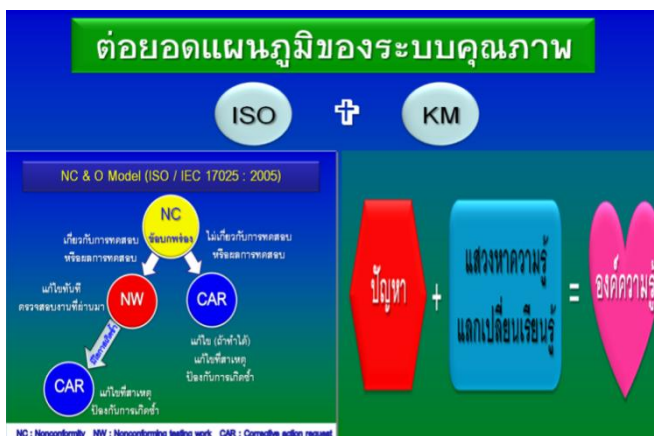 ต่อยอดแผนภูมิของระบบคุณภาพ
ISO
KM
NC & O Model (ISO / IEC 17025 : 2005)
NC
ข้อบกพร่อง
เกี่ยวกับการทดสอบ
หรือผลการทดสอบ
ไม่เกี่ยวกับการทดสอบ
หรือผลการทดสอบ
แก้ไขทันที
ตรวจสอบงานที่ผ่านมา
NW
CAR
แก้ไข (ถ้าทำได้)
แก้ไขที่สาเหตุ
ป้องกันการเกิดซ้ำ
CAR
แก้ไขที่สาเหตุ
ป้องกันการเกิดซ้ำ
NC : Nonconformity NW : Nonconforming testing work CAR : Corrective action request
ปัญหา
+
แสวงหาความรู้
แลกเปลี่ยนเรียนรู้
=
องค์ความรู้